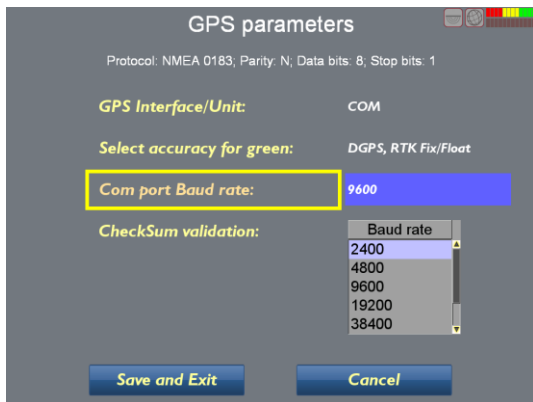 GPS parameters
Protocol: NMEA 0183; Parity: N; Data bits: 8; Stop bits: 1
GPS Interface/Unit: COM
Select accuracy for green: DGPS, RTK Fix/Float
Com port Baud rate: 9600
CheckSum validation:
Baud rate
2400
4800
9600
19200
38400
Save and Exit Cancel